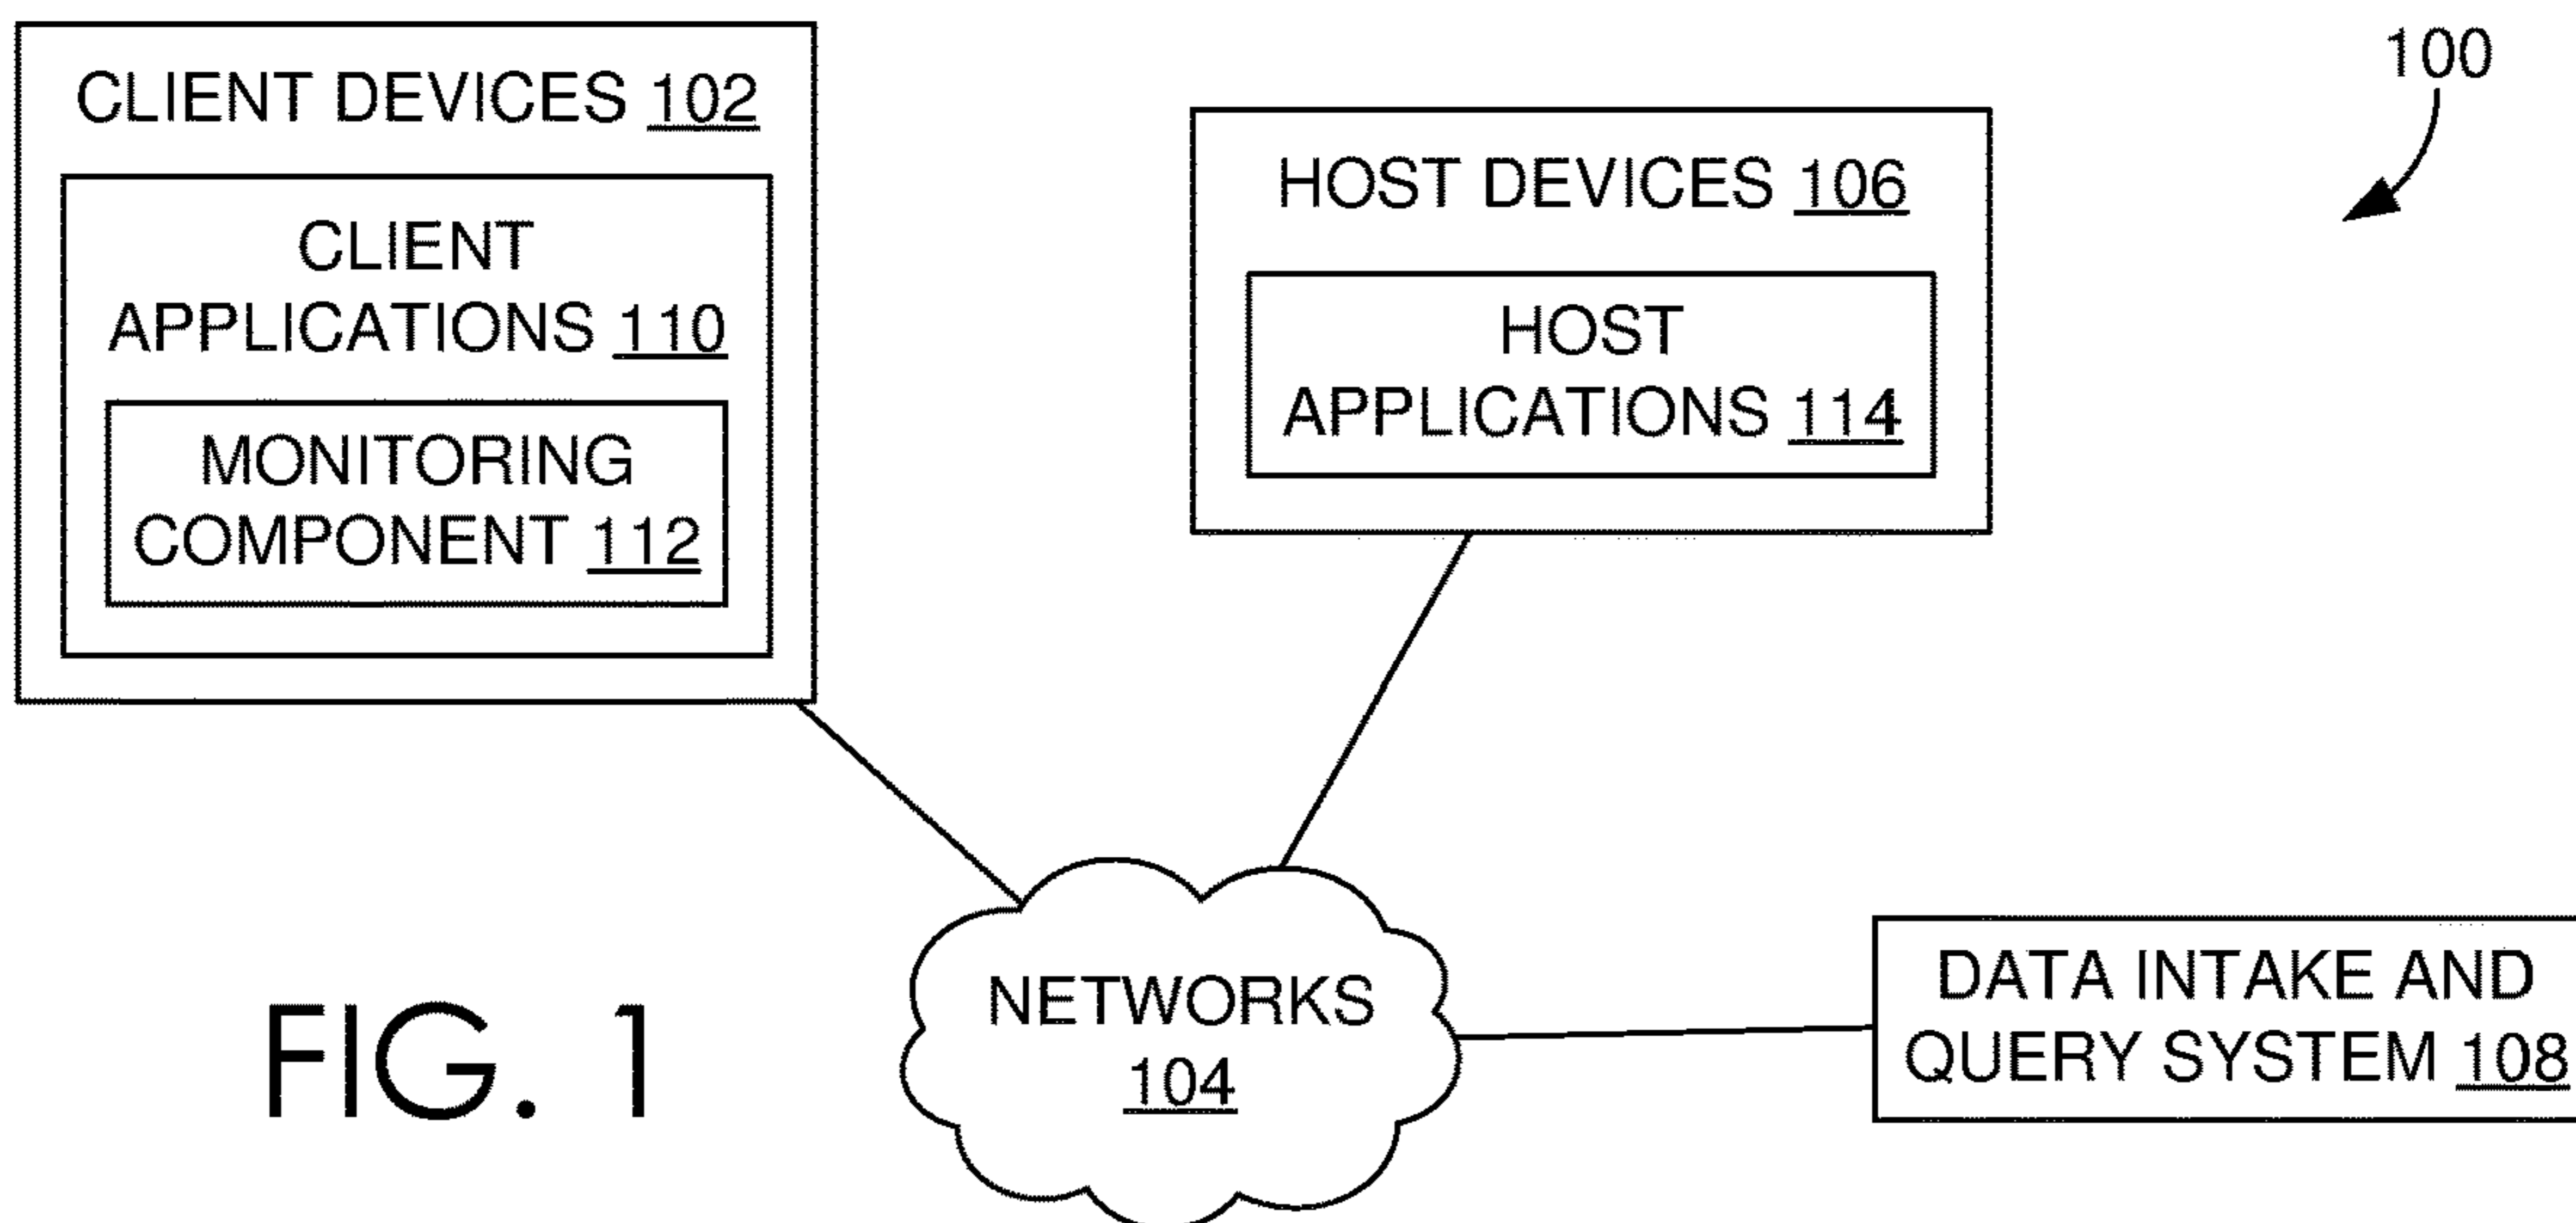 CLIENT DEVICES 102
CLIENT
APPLICATIONS 110
MONITORING
COMPONENT 112
HOST DEVICES 106
HOST
APPLICATIONS 114
100
NETWORKS
104
DATA INTAKE AND
QUERY SYSTEM 108
FIG. 1